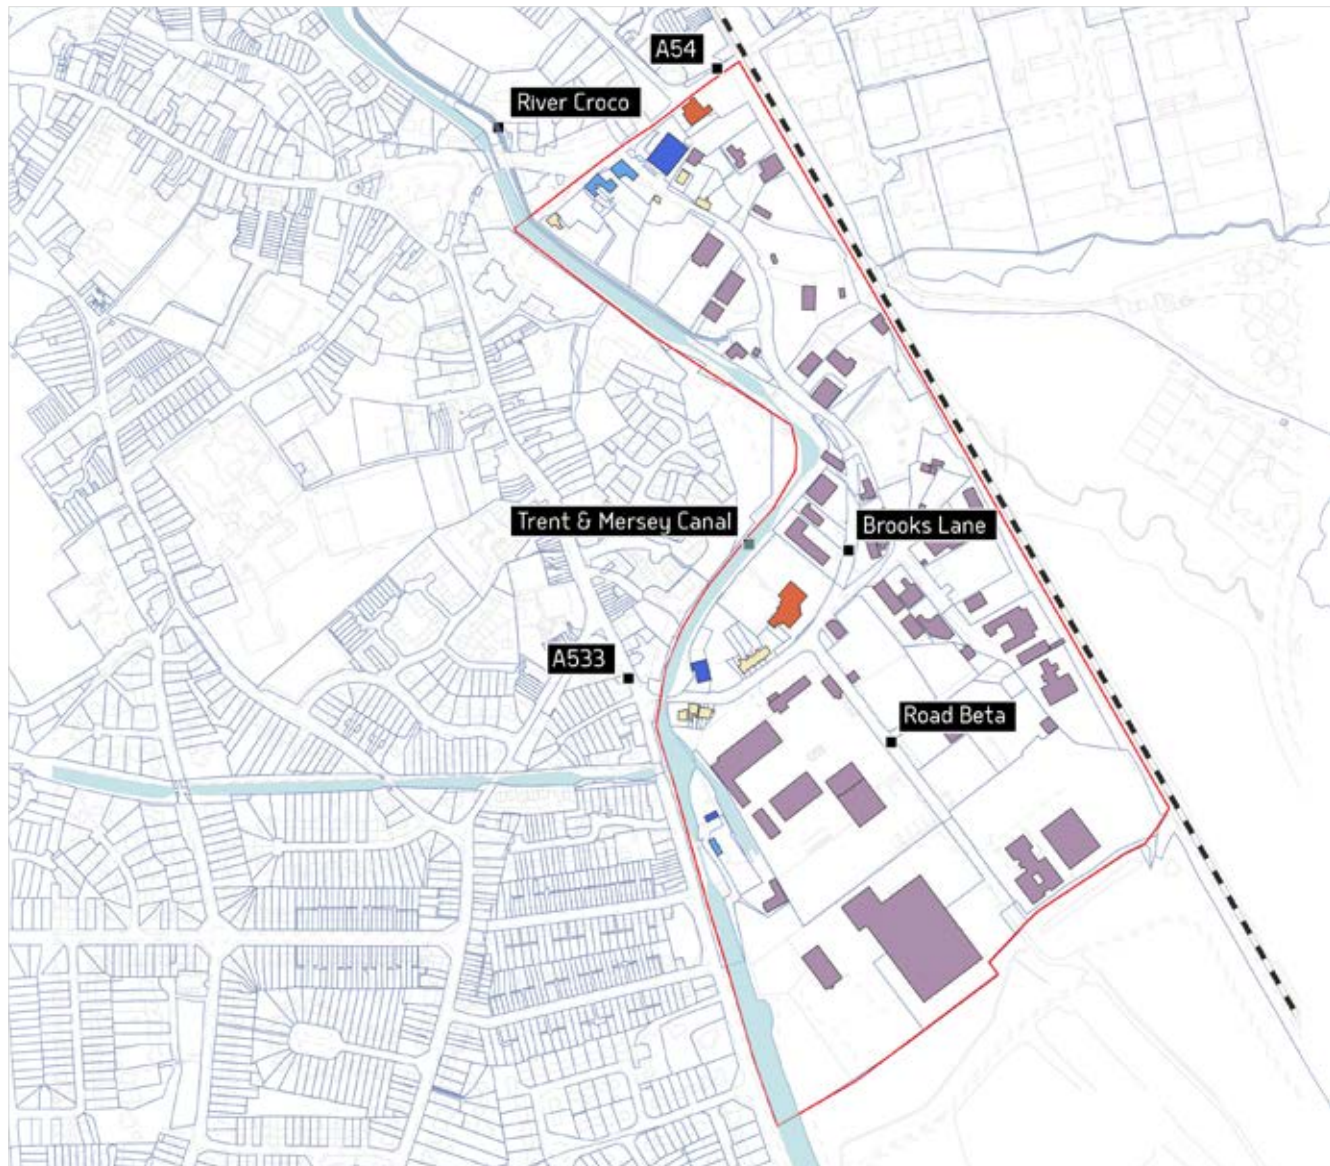 A54
River Croco
Trent & Mersey Canal
Brooks Lane
A533
Road Beta